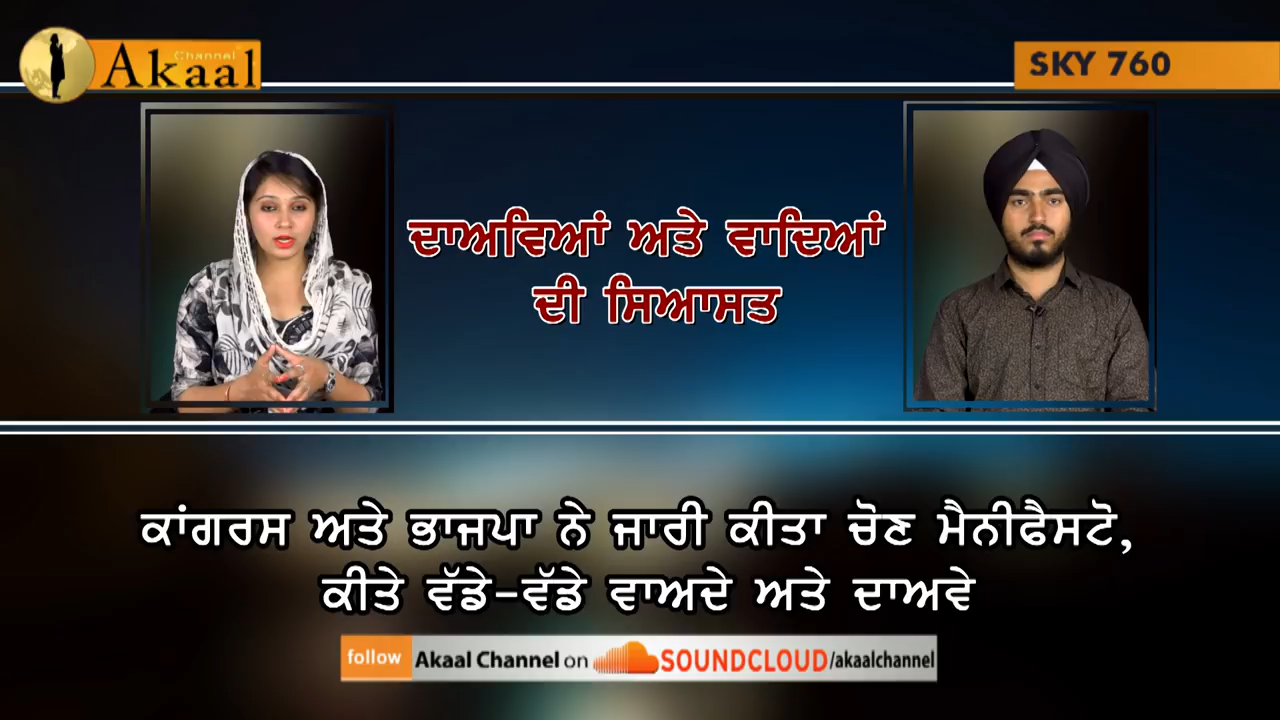 Channel
Akaal
SKY 760
ਦਾਅਵਿਆਂ ਅਤੇ ਵਾਦਿਆਂ
ਦੀ ਸਿਆਸਤ
ਕਾਂਗਰਸ ਅਤੇ ਭਾਜਪਾ ਨੇ ਜਾਰੀ ਕੀਤਾ ਚੋਣ ਮੈਨੀਫੈਸਟੋ,
ਕੀਤੇ ਵੱਡੇ-ਵੱਡੇ ਵਾਅਦੇ ਅਤੇ ਦਾਅਵੇ
follow Akaal Channel on SOUNDCLOUD/akaalchannel